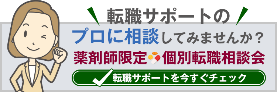 転職サポートの
プロに相談してみませんか？
薬剤師限定 個別転職相談会
転職サポートを今すぐチェック